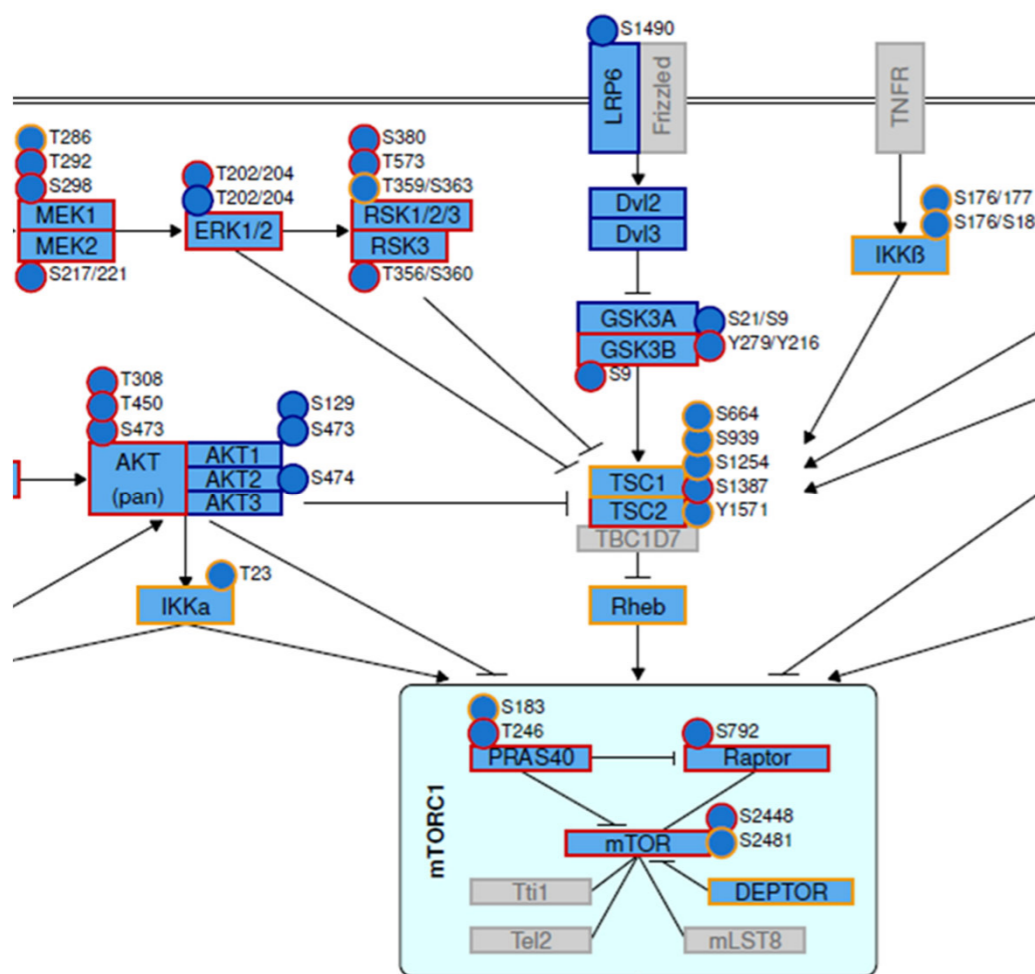 S1490
LRP6
Frizzled
TNFR
T286
T292
S298
MEK1
MEK2
S217/221
T202/204
T202/204
ERK1/2
S380
T573
T359/S363
RSK1/2/3
RSK3
T356/S360
Dvl2
Dvl3
S176/177
S176/S18
IKKß
GSK3A
GSK3B
S21/S9
Y279/Y216
S9
T308
T450
S473
AKT
(pan)
AKT1
AKT2
AKT3
S129
S473
S474
S664
S939
S1254
S1387
Y1571
TSC1
TSC2
TBC1D7
T23
IKKa
Rheb
mTORC1
S183
T246
PRAS40
S792
Raptor
S2448
S2481
mTOR
Tti1
DEPTOR
Tel2
mLST8